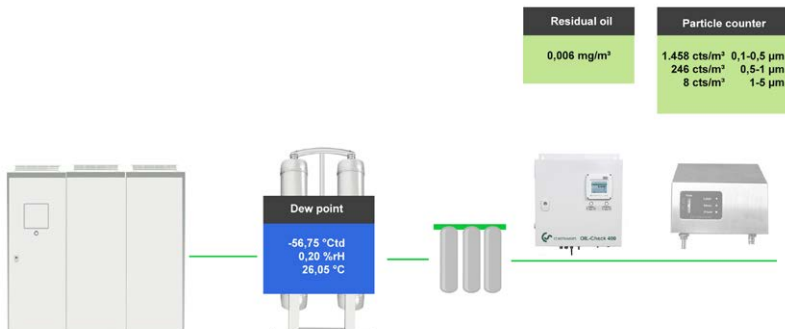 Residual oil
0,006 mg/m³
Particle counter
1.458 cts/m³ 0,1-0,5 µm
246 cts/m³ 0,5-1 µm
8 cts/m³ 1-5 µm
Dew point
-56,75 °Ctd
0,20 %rH
26,05 °C
OIL-Check 400